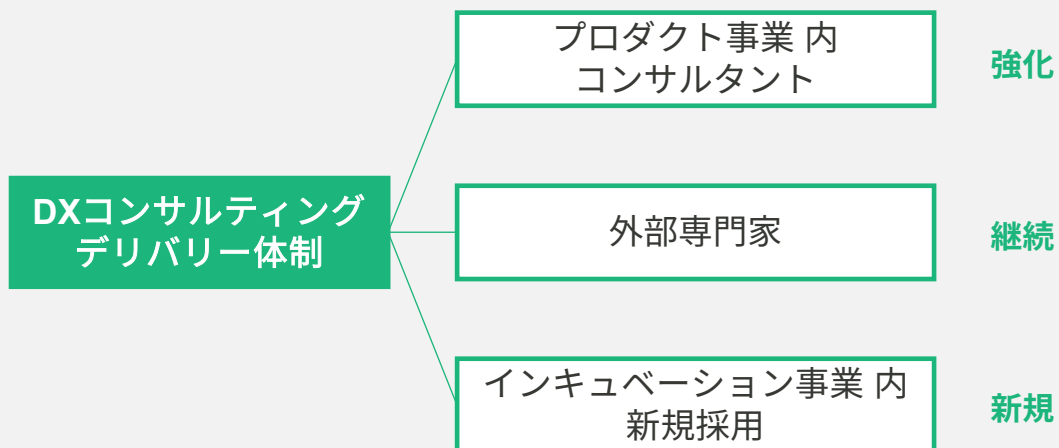 プロダクト事業 内
コンサルタント
強化
DXコンサルティング
デリバリー体制
外部専門家
継続
インキュベーション事業 内
新規採用
新規